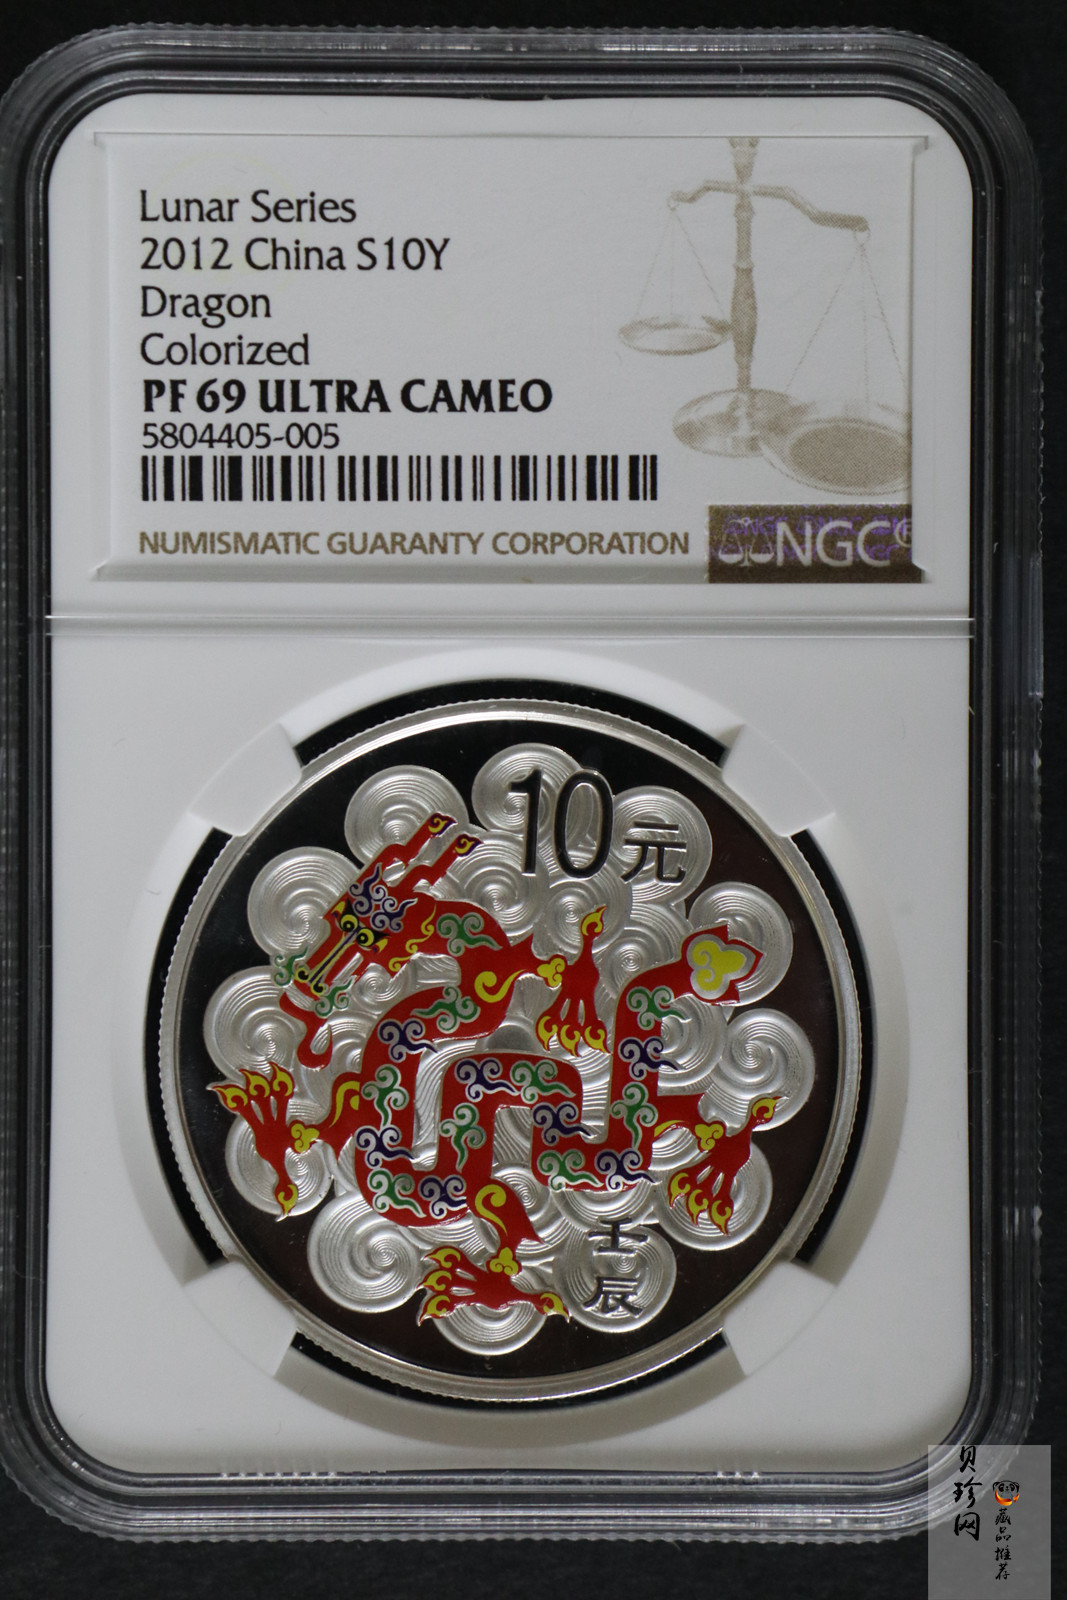 Lunar Series
2012 China S10Y
Dragon
Colorized
PF 69 ULTRA CAMEO
5804405-005
NUMISMATIC GUARANTY CORPORATION
NGC®
10元
壬
辰
贝珍网
藏品推荐